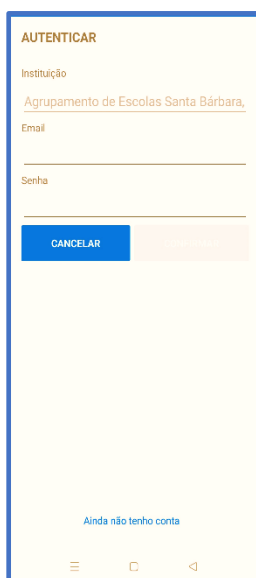 AUTENTICAR
Instituição
Agrupamento de Escolas Santa Bárbara,
Email
Senha
CANCELAR
Ainda não tenho conta